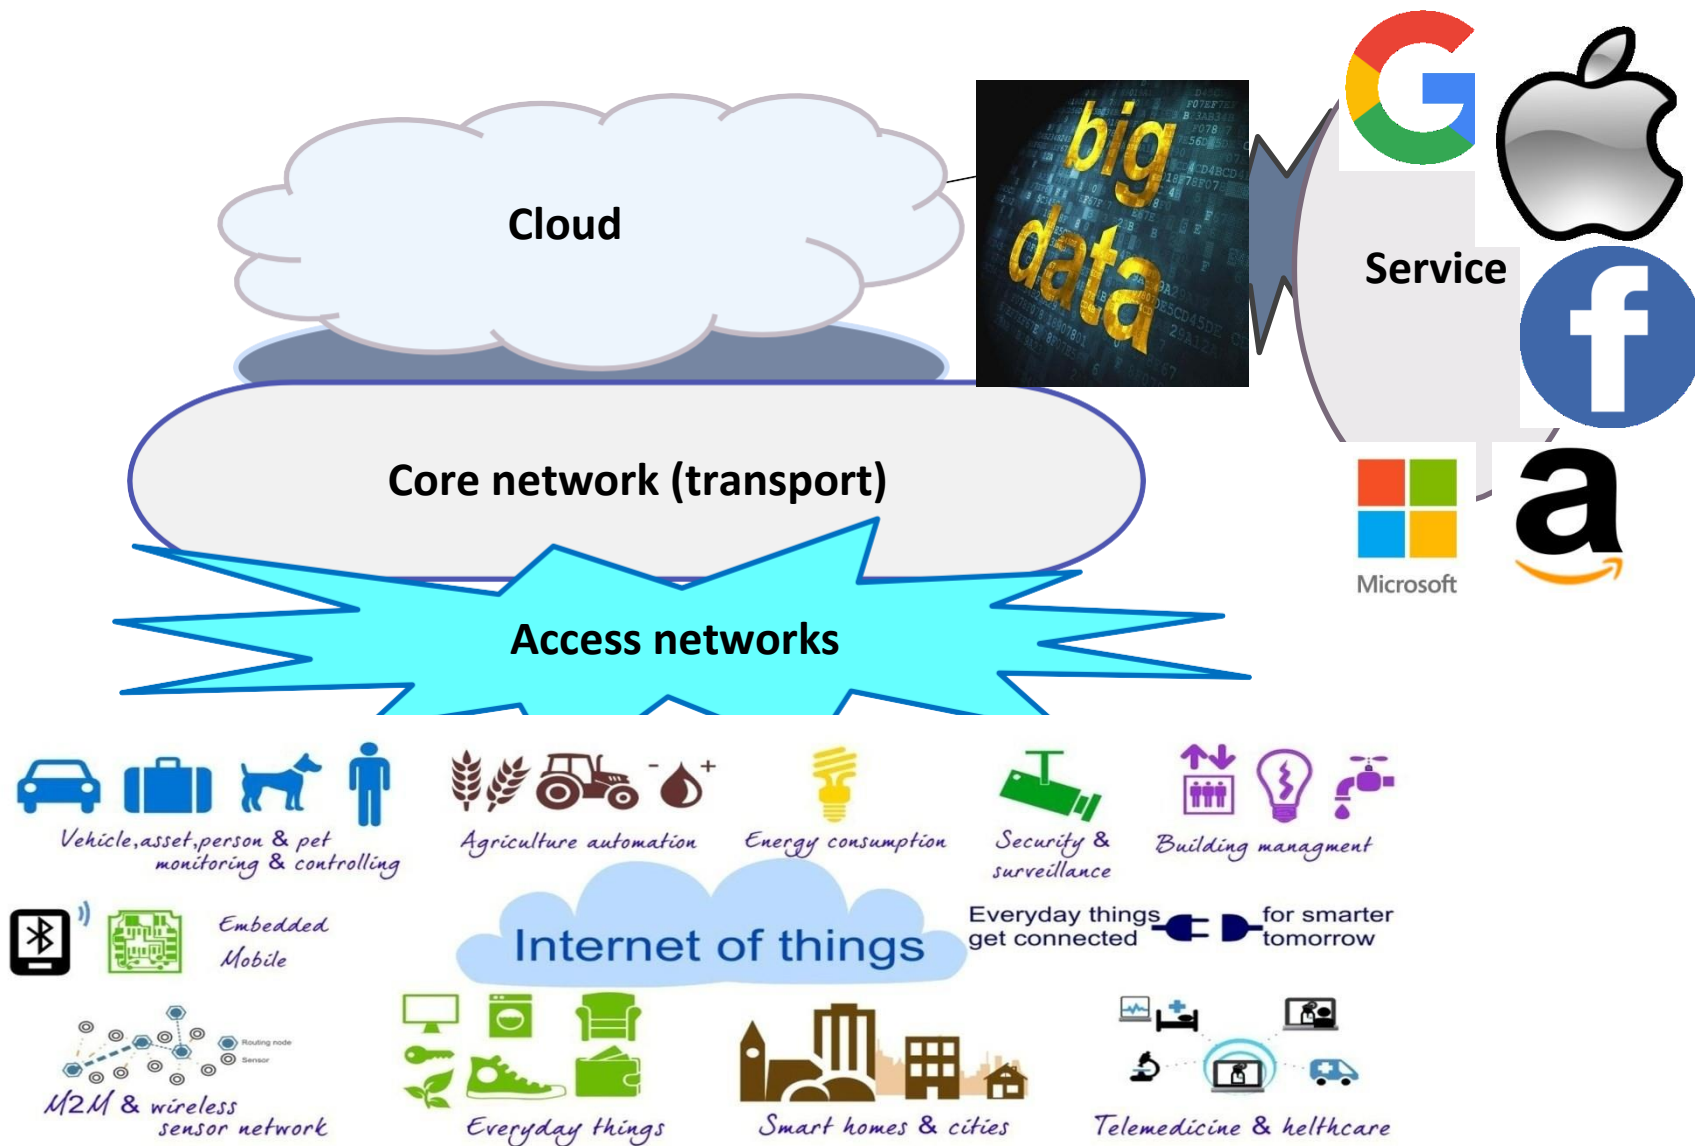 Cloud
big
data
Service
Core network (transport)
Microsoft
Access networks
Vehicle,asset,person & pet
monitoring & controlling
Agriculture automation
Energy consumption
Security &
surveillance
Building managment
Embedded
Mobile
Internet of things
Everyday things
get connected
for smarter
tomorrow
Routing node
Sensor
M2M & wireless
sensor network
Everyday things
Smart homes & cities
Telemedicine & helthcare